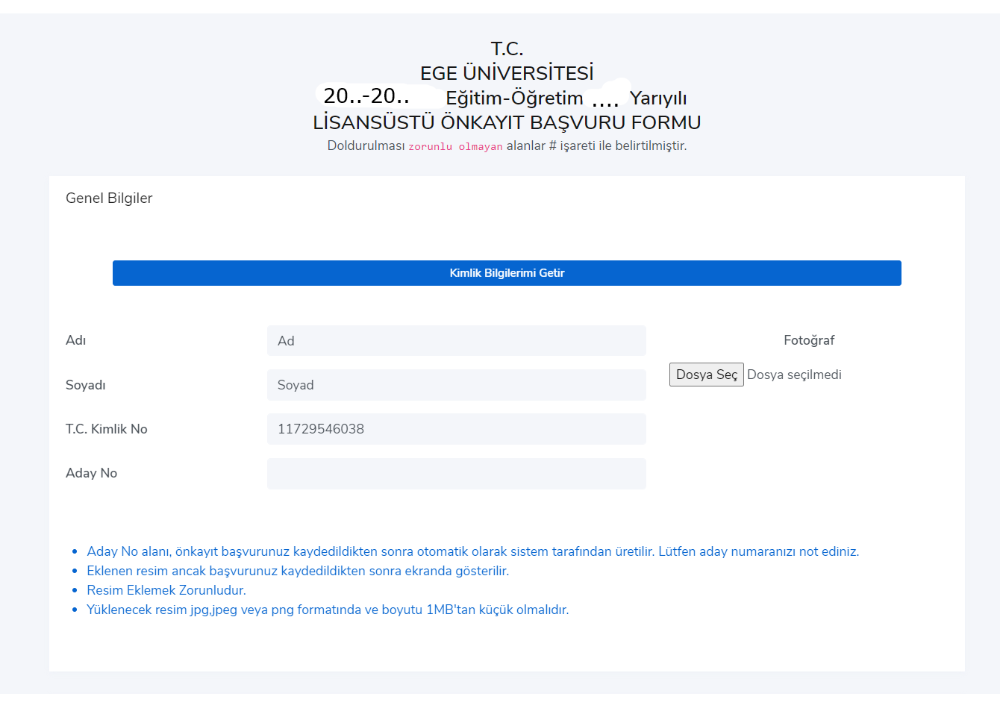 T.C.
EGE ÜNİVERSİTESİ
20..-20.. Eğitim-Öğretim .... Yarıyılı
LİSANSÜSTÜ ÖNKAYIT BAŞVURU FORMU
Doldurulması zorunlu olmayan alanlar # işareti ile belirtilmiştir.
Genel Bilgiler
Kimlik Bilgilerimi Getir
Adı Ad Fotoğraf
Soyadı Soyad Dosya Seç Dosya seçilmedi
T.C. Kimlik No 11729546038
Aday No
• Aday No alanı, önkayıt başvurunuz kaydedildikten sonra otomatik olarak sistem tarafından üretilir. Lütfen aday numaranızı not ediniz.
• Eklenen resim ancak başvurunuz kaydedildikten sonra ekranda gösterilir.
• Resim Eklemek Zorunludur.
• Yüklenecek resim jpg,jpeg veya png formatında ve boyutu 1MB'tan küçük olmalıdır.